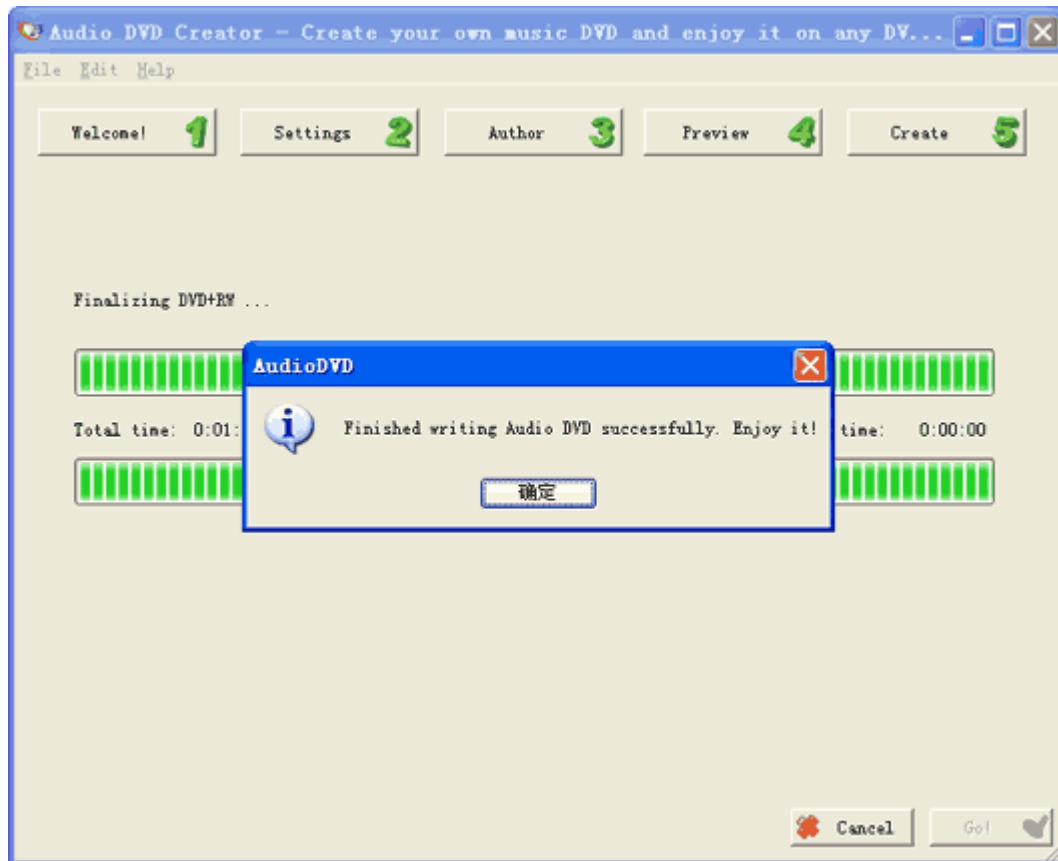 Audio DVD Creator - Create your own music DVD and enjoy it on any DV...
File Edit Help
Welcome! 1 Settings 2 Author 3 Preview 4 Create 5
Finalizing DVD+RW ...
AudioDVD
Finished writing Audio DVD successfully. Enjoy it!
Total time: 0:01: time: 0:00:00
确定
Cancel Go!